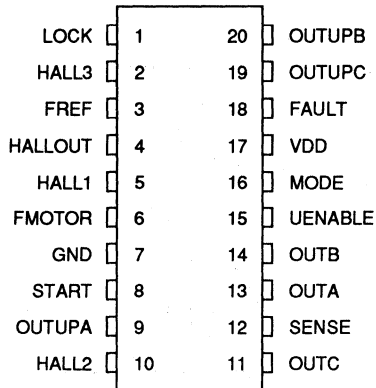 LOCK 1 20 OUTUPB
HALL3 2 19 OUTUPC
FREF 3 18 FAULT
HALLOUT 4 17 VDD
HALL1 5 16 MODE
FMOTOR 6 15 UENABLE
GND 7 14 OUTB
START 8 13 OUTA
OUTUPA 9 12 SENSE
HALL2 10 11 OUTC